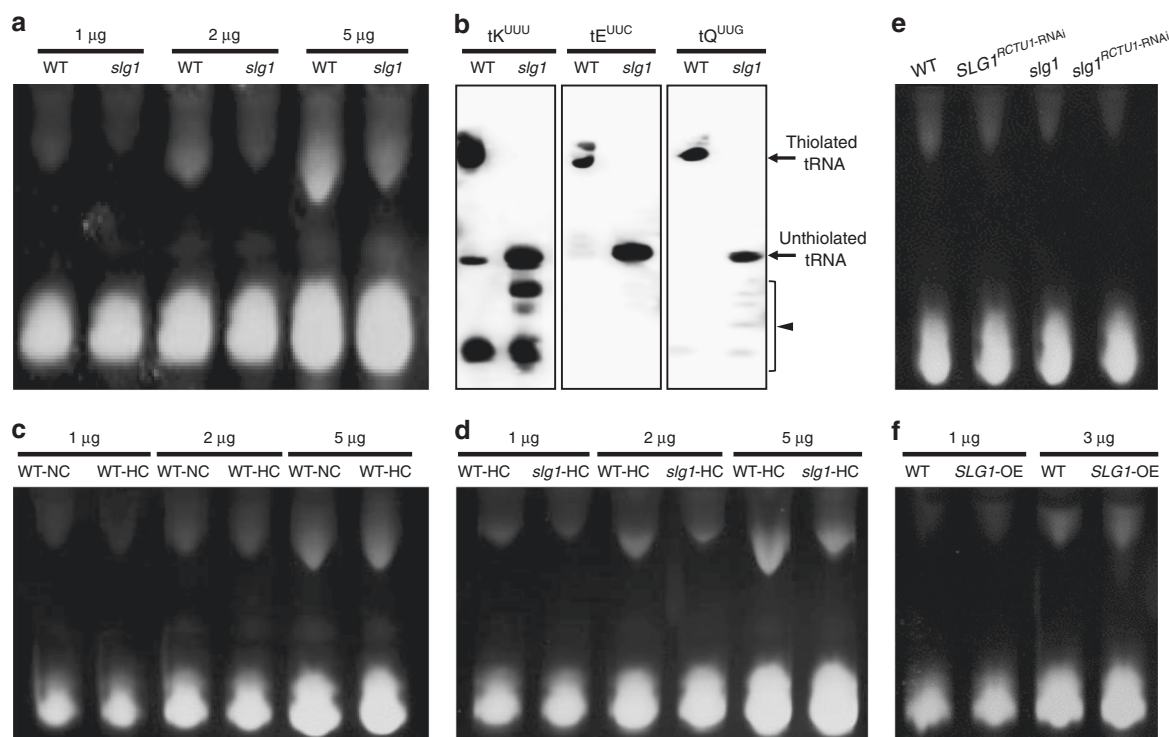 a
1 μg 2 μg 5 μg
WT slg1 WT slg1 WT slg1
b
tK^UUU tE^UUC tQ^UUG
WT slg1 WT slg1 WT slg1
Thiolated
tRNA
Unthiolated
tRNA
e
WT SLG1^RCTU1-RNAi slg1 slg1^RCTU1-RNAi
c
1 μg 2 μg 5 μg
WT-NC WT-HC WT-NC WT-HC WT-NC WT-HC
d
1 μg 2 μg 5 μg
WT-HC slg1-HC WT-HC slg1-HC WT-HC slg1-HC
f
1 μg 3 μg
WT SLG1-OE WT SLG1-OE